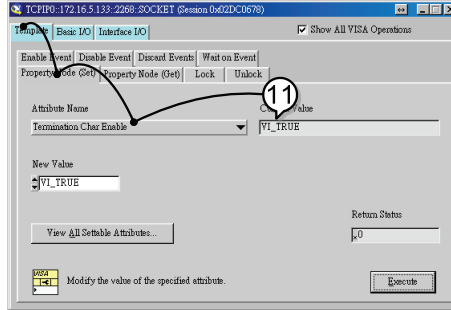 TCPIP0::172.16.5.133::2268::SOCKET (Session 0x02DC0678)
Template Basic I/O Interface I/O Show All VISA Operations
Enable Event Disable Event Discard Events Wait on Event
Property Node (Set) Property Node (Get) Lock Unlock
Attribute Name Value
11
Termination Char Enable VI_TRUE
New Value
VI_TRUE
Return Status
View All Settable Attributes... 0
VISA
Modify the value of the specified attribute. Execute